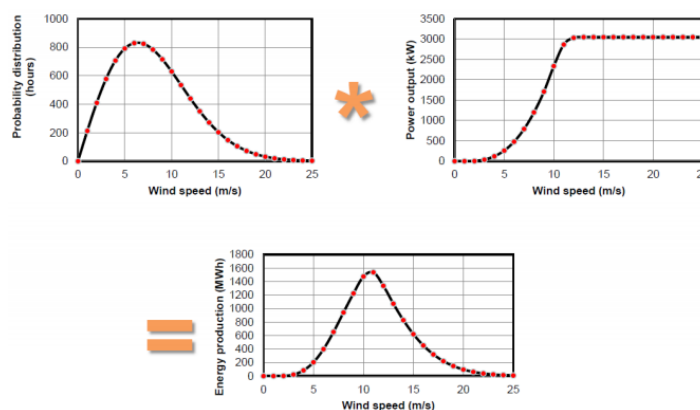 Probability distribution
(hours)
1000
800
600
400
200
0
0 5 10 15 20 25
Wind speed (m/s)
*
Power output (kW)
3500
3000
2500
2000
1500
1000
500
0
0 5 10 15 20 25
Wind speed (m/s)
=
Energy production (MWh)
1800
1600
1400
1200
1000
800
600
400
200
0
0 5 10 15 20 25
Wind speed (m/s)